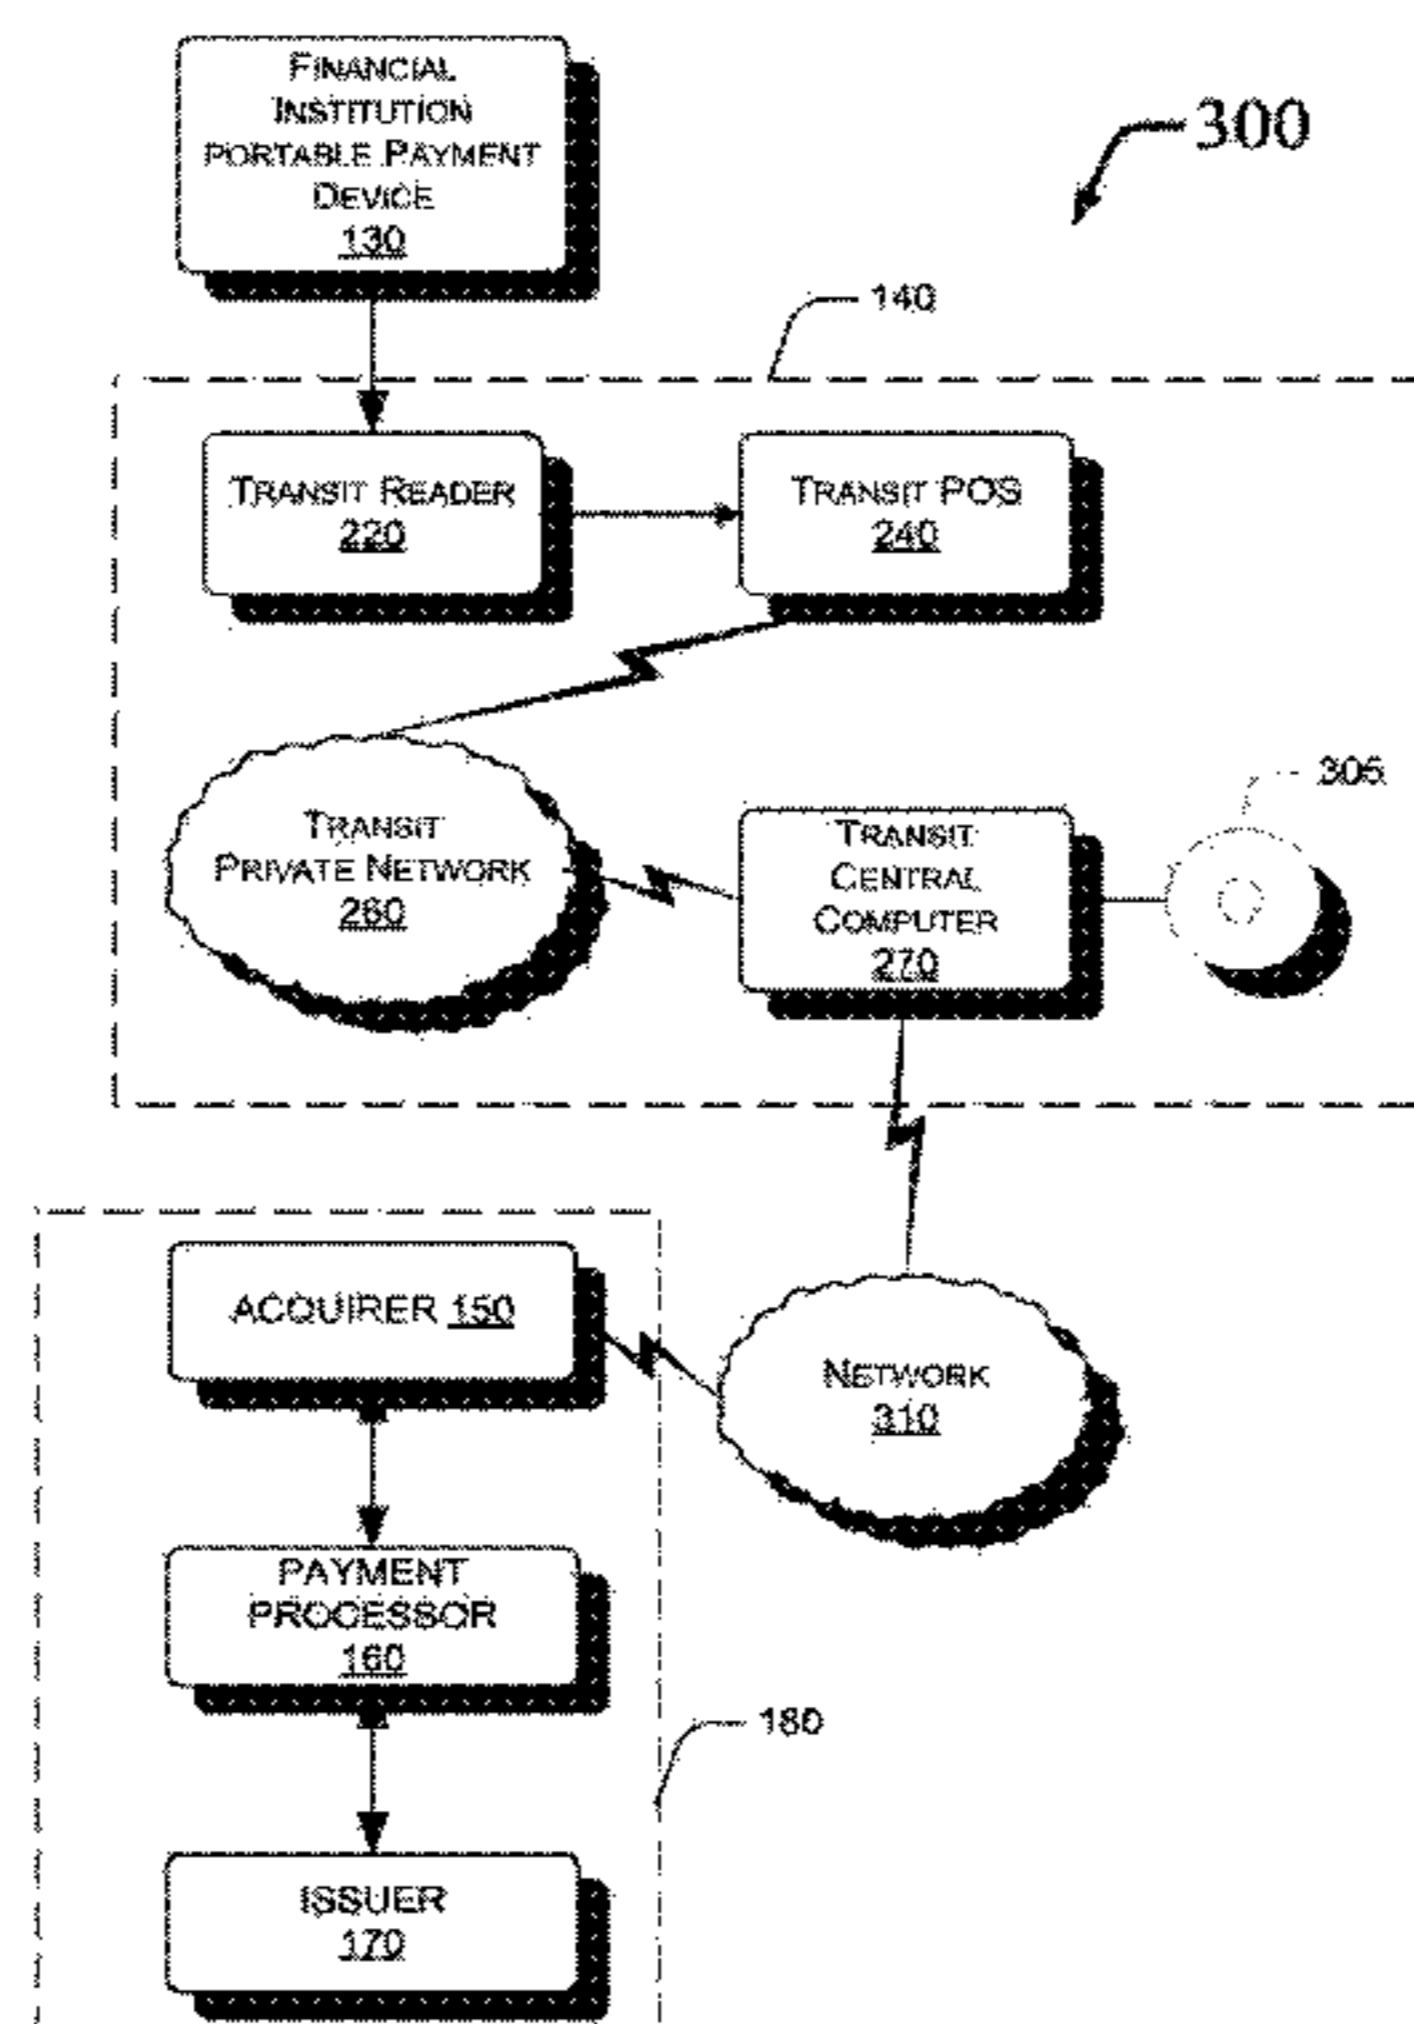 FINANCIAL
INSTITUTION
PORTABLE PAYMENT
DEVICE
130
300
140
TRANSIT READER
220
TRANSIT POS
240
305
TRANSIT
PRIVATE NETWORK
260
TRANSIT
CENTRAL
COMPUTER
270
ACQUIRER 150
NETWORK
310
PAYMENT
PROCESSOR
160
180
ISSUER
170